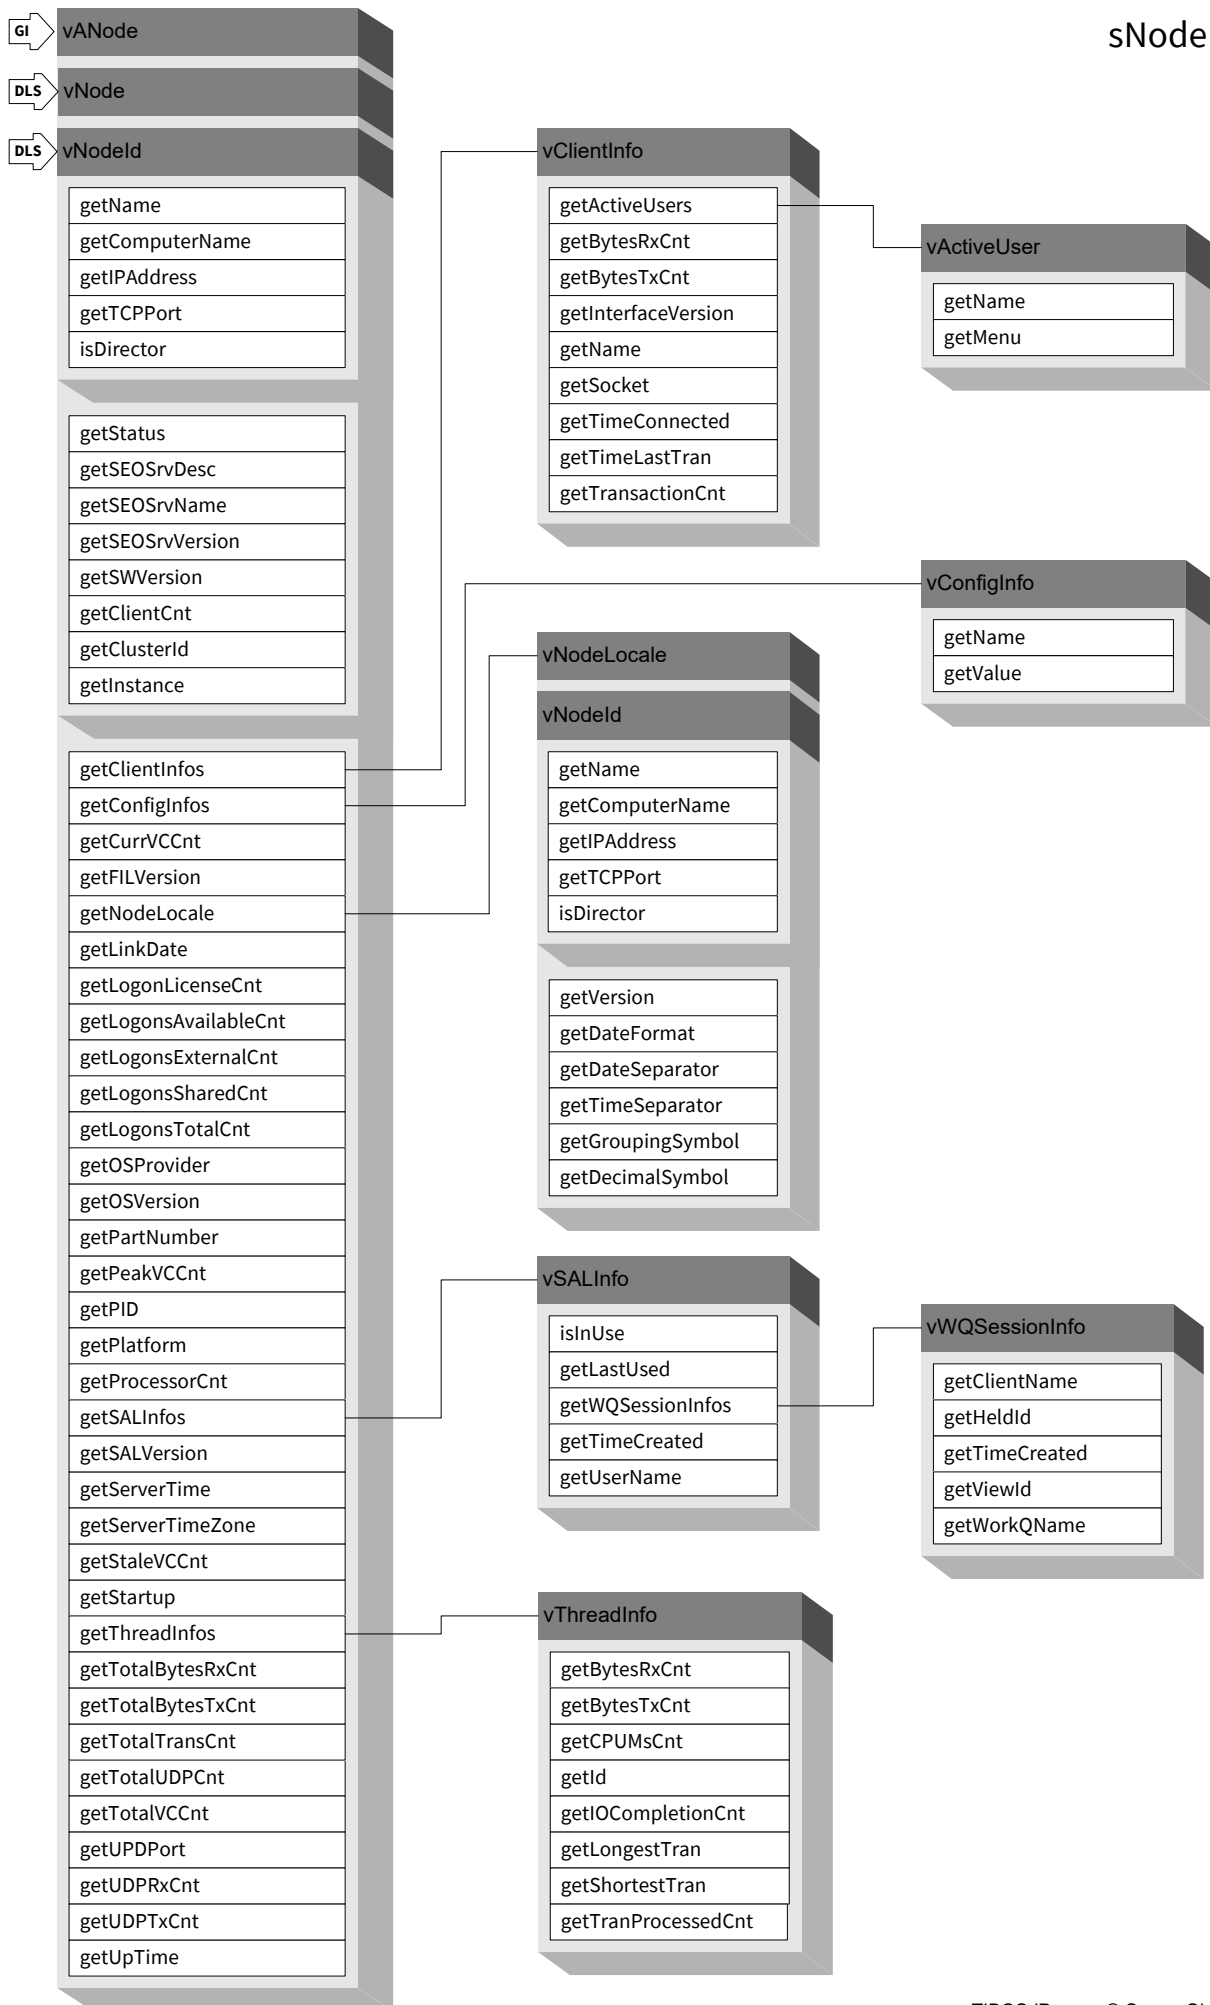 sNode
GI
vANode
DLS
vNode
DLS
vNodeId
getName
getComputerName
getIPAddress
getTCPPort
isDirector
getStatus
getSEOSrvDesc
getSEOSrvName
getSEOSrvVersion
getSWVersion
getClientCnt
getClusterId
getInstance
getClientInfos
getConfigInfos
getCurrVCCnt
getFILVersion
getNodeLocale
getLinkDate
getLogonLicenseCnt
getLogonsAvailableCnt
getLogonsExternalCnt
getLogonsSharedCnt
getLogonsTotalCnt
getOSProvider
getOSVersion
getPartNumber
getPeakVCCnt
getPID
getPlatform
getProcessorCnt
getSALInfos
getSALVersion
getServerTime
getServerTimeZone
getStaleVCCnt
getStartup
getThreadInfos
getTotalBytesRxCnt
getTotalBytesTxCnt
getTotalTransCnt
getTotalUDPCnt
getTotalVCCnt
getUPDPort
getUDPRxCnt
getUDPTxCnt
getUpTime
vClientInfo
getActiveUsers
getBytesRxCnt
getBytesTxCnt
getInterfaceVersion
getName
getSocket
getTimeConnected
getTimeLastTran
getTransactionCnt
vActiveUser
getName
getMenu
vConfigInfo
getName
getValue
vNodeLocale
vNodeId
getName
getComputerName
getIPAddress
getTCPPort
isDirector
getVersion
getDateFormat
getDateSeparator
getTimeSeparator
getGroupingSymbol
getDecimalSymbol
vSALInfo
isInUse
getLastUsed
getWQSessionInfos
getTimeCreated
getUserName
vWQSessionInfo
getClientName
getHeldId
getTimeCreated
getViewId
getWorkQName
vThreadInfo
getBytesRxCnt
getBytesTxCnt
getCPUMsCnt
getId
getIOCompletionCnt
getLongestTran
getShortestTran
getTranProcessedCnt